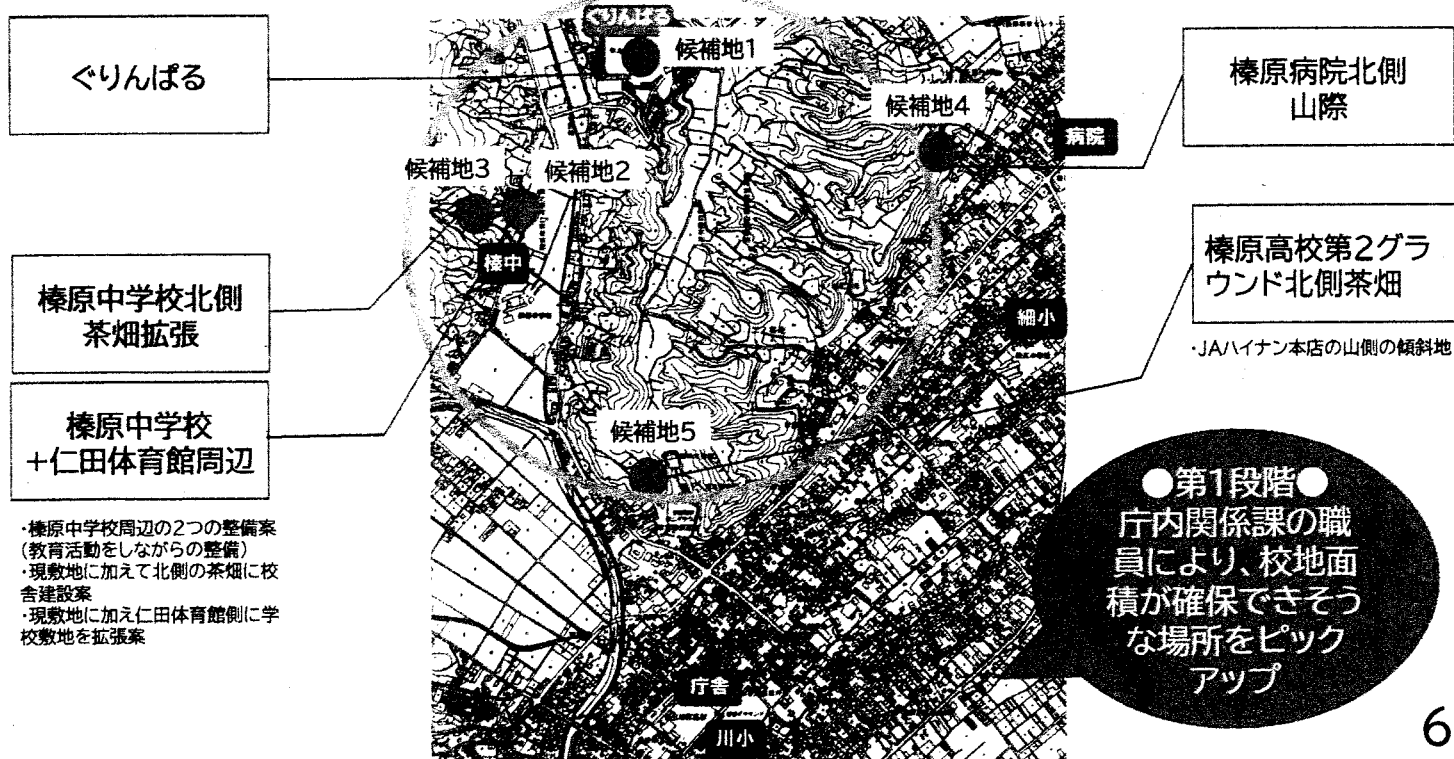 ぐりんぱる
榛原中学校北側
茶畑拡張
榛原中学校
+仁田体育館周辺
・榛原中学校周辺の2つの整備案
(教育活動をしながらの整備)
・現敷地に加えて北側の茶畑に校
舎建設案
・現敷地に加え仁田体育館側に学
校敷地を拡張案
ぐりんぱる
候補地1
候補地4
病院
候補地3
候補地2
榛中
細小
候補地5
庁舎
川小
榛原病院北側
山際
榛原高校第2グラ
ウンド北側茶畑
・JAハイナン本店の山側の傾斜地
●第1段階●
庁内関係課の職
員により、校地面
積が確保できそう
な場所をピック
アップ
6